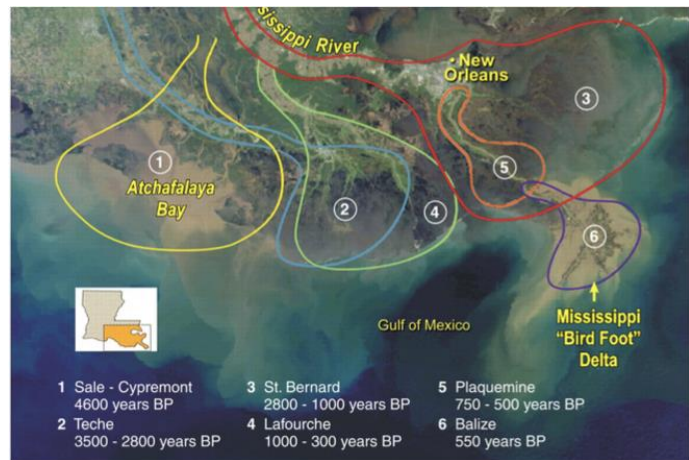 ssissippi River
• New
Orleans
3
1
Atchafalaya
Bay
5
2
4
6
Gulf of Mexico
Mississippi
"Bird Foot"
Delta
1 Sale - Cypremont
4600 years BP
2 Teche
3500 - 2800 years BP
3 St. Bernard
2800 - 1000 years BP
4 Lafourche
1000 - 300 years BP
5 Plaquemine
750 - 500 years BP
6 Balize
550 years BP